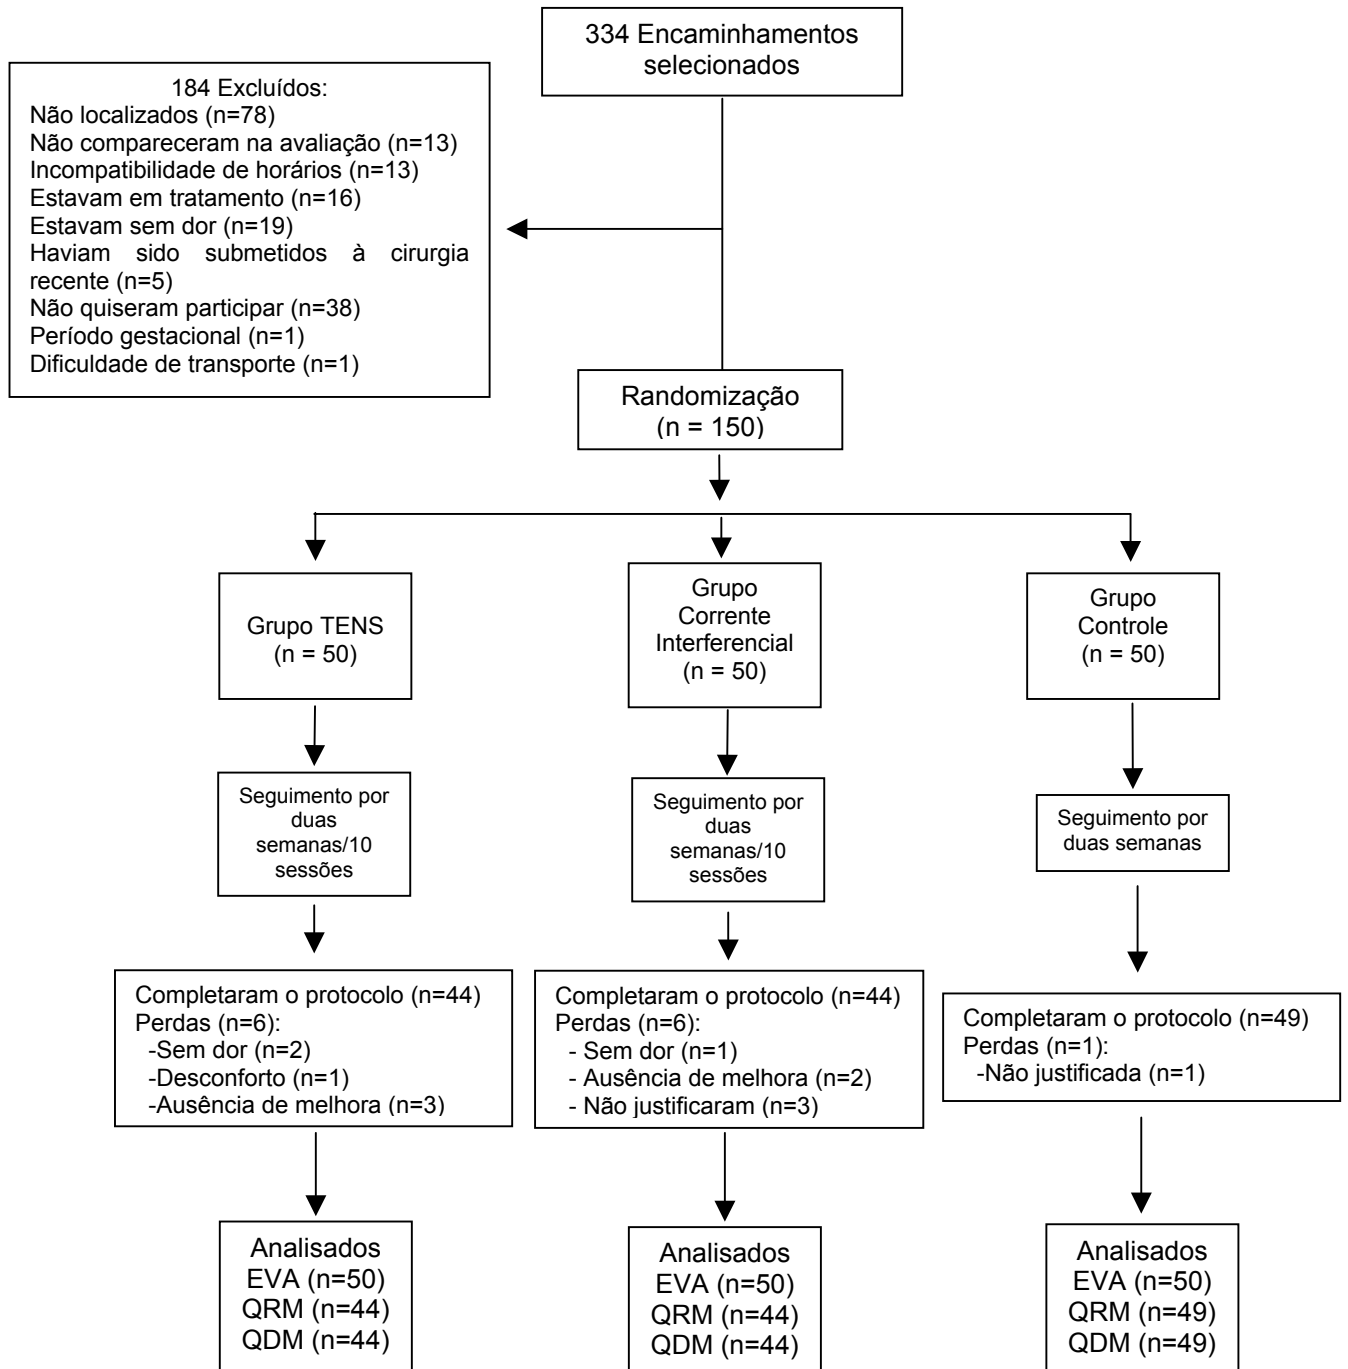 334 Encaminhamentos
selecionados
184 Excluídos:
Não localizados (n=78)
Não compareceram na avaliação (n=13)
Incompatibilidade de horários (n=13)
Estavam em tratamento (n=16)
Estavam sem dor (n=19)
Haviam sido submetidos à cirurgia
recente (n=5)
Não quiseram participar (n=38)
Período gestacional (n=1)
Dificuldade de transporte (n=1)
Randomização
(n = 150)
Grupo TENS
(n = 50)
Grupo
Corrente
Interferencial
(n = 50)
Grupo
Controle
(n = 50)
Seguimento por
duas
semanas/10
sessões
Seguimento por
duas
semanas/10
sessões
Seguimento por
duas semanas
Completaram o protocolo (n=44)
Perdas (n=6):
-Sem dor (n=2)
-Desconforto (n=1)
-Ausência de melhora (n=3)
Completaram o protocolo (n=44)
Perdas (n=6):
- Sem dor (n=1)
- Ausência de melhora (n=2)
- Não justificaram (n=3)
Completaram o protocolo (n=49)
Perdas (n=1):
-Não justificada (n=1)
Analisados
EVA (n=50)
QRM (n=44)
QDM (n=44)
Analisados
EVA (n=50)
QRM (n=44)
QDM (n=44)
Analisados
EVA (n=50)
QRM (n=49)
QDM (n=49)